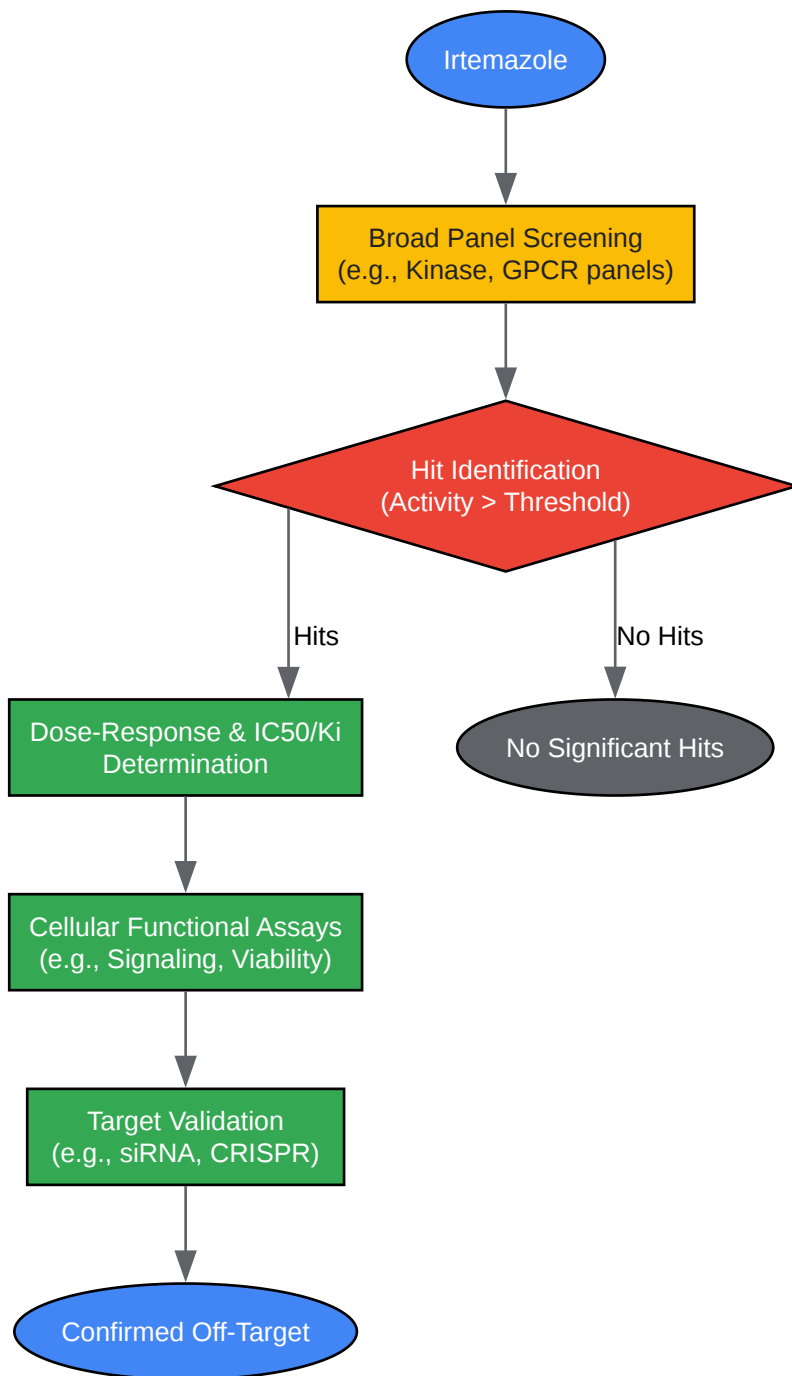 Irtemazole
Broad Panel Screening
(e.g., Kinase, GPCR panels)
Hit Identification
(Activity > Threshold)
Hits
No Hits
Dose-Response & IC50/Ki
Determination
No Significant Hits
Cellular Functional Assays
(e.g., Signaling, Viability)
Target Validation
(e.g., siRNA, CRISPR)
Confirmed Off-Target